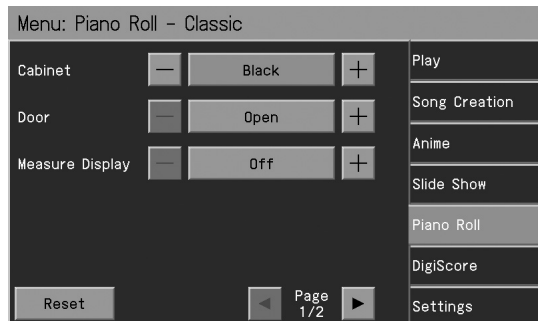 Menu: Piano Roll – Classic
Cabinet — Black +
Door — Open +
Measure Display — Off +
Reset
◄ Page 1/2 ►
Play
Song Creation
Anime
Slide Show
Piano Roll
DigiScore
Settings